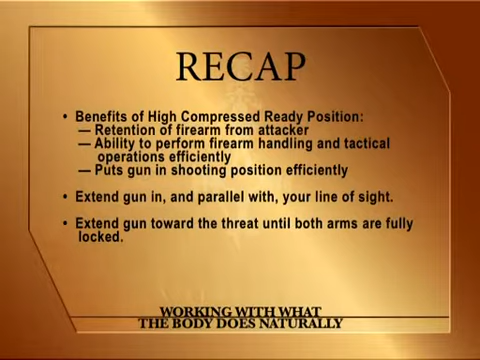 RECAP
• Benefits of High Compressed Ready Position:
— Retention of firearm from attacker
— Ability to perform firearm handling and tactical
operations efficiently
— Puts gun in shooting position efficiently
• Extend gun in, and parallel with, your line of sight.
• Extend gun toward the threat until both arms are fully
locked.
WORKING WITH WHAT
THE BODY DOES NATURALLY